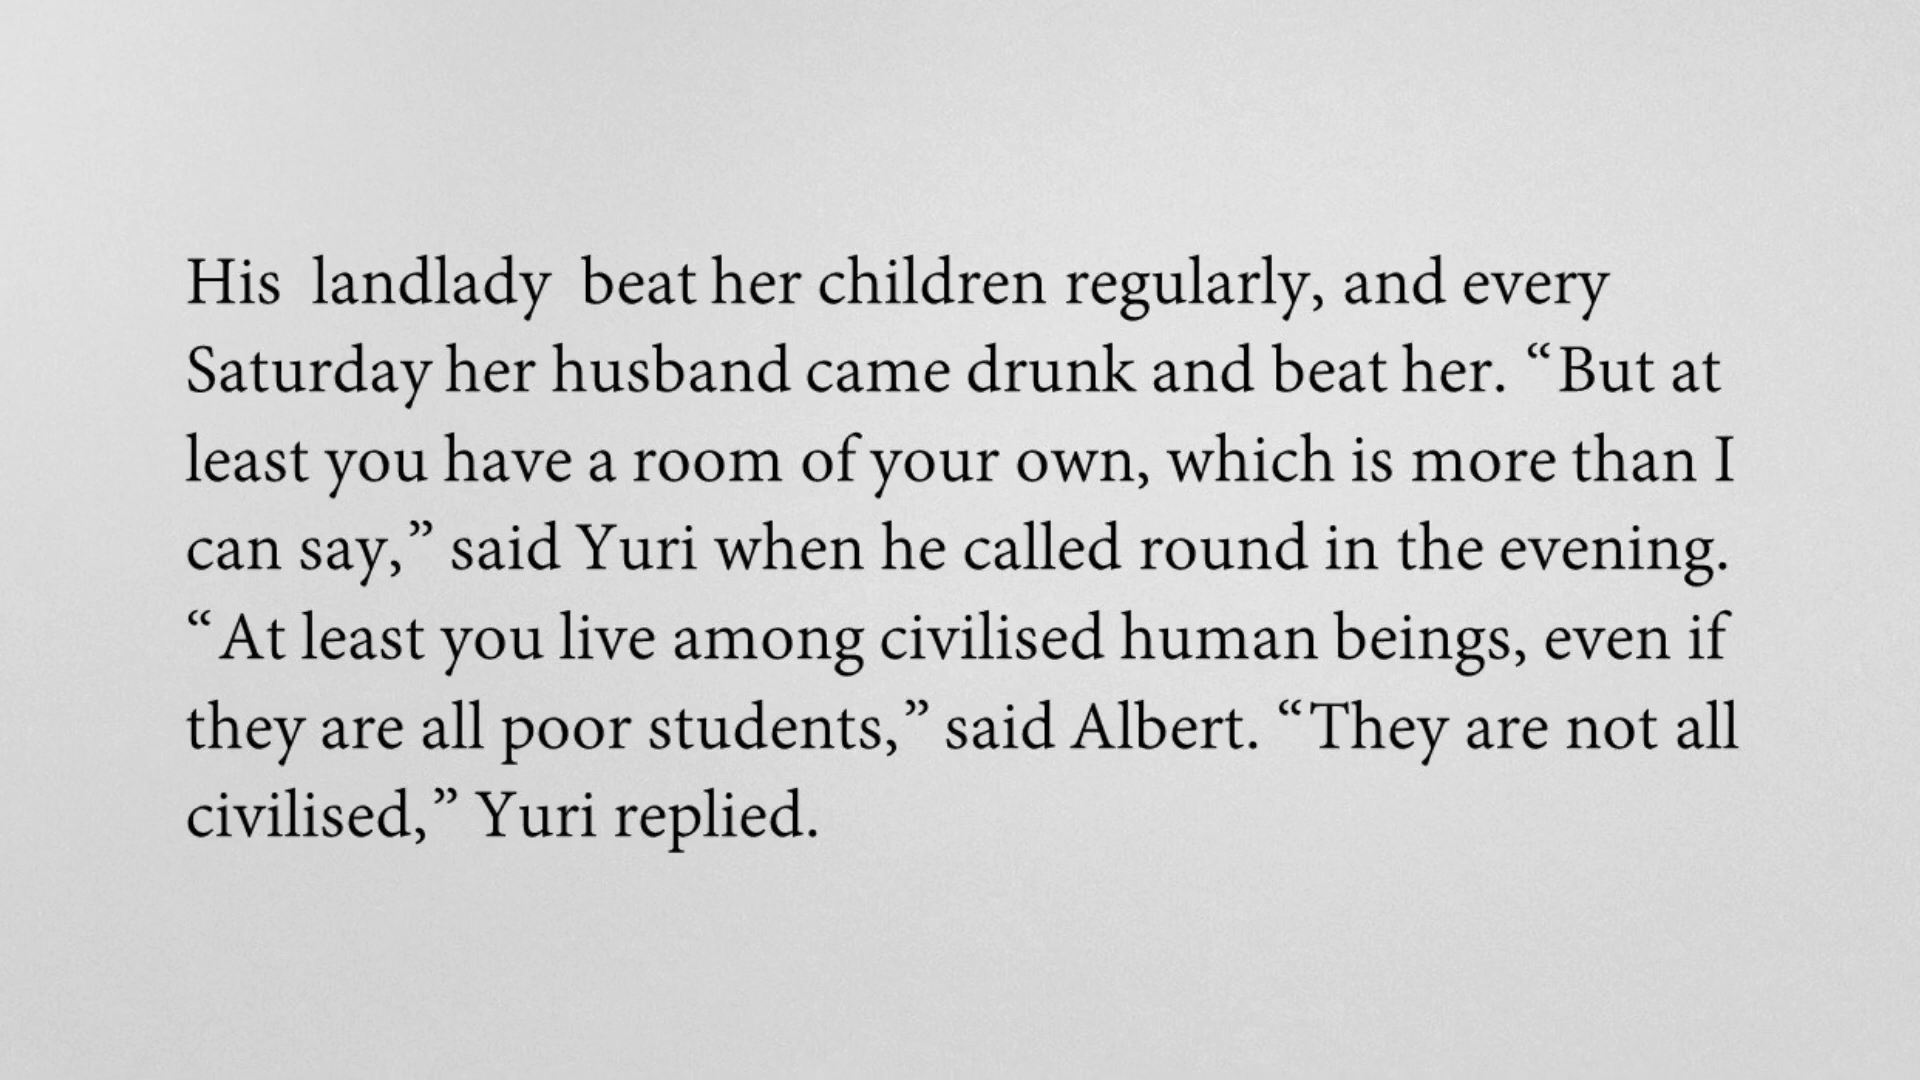 His landlady beat her children regularly, and every
Saturday her husband came drunk and beat her. “But at
least you have a room of your own, which is more than I
can say,” said Yuri when he called round in the evening.
“At least you live among civilised human beings, even if
they are all poor students,” said Albert. “They are not all
civilised,” Yuri replied.